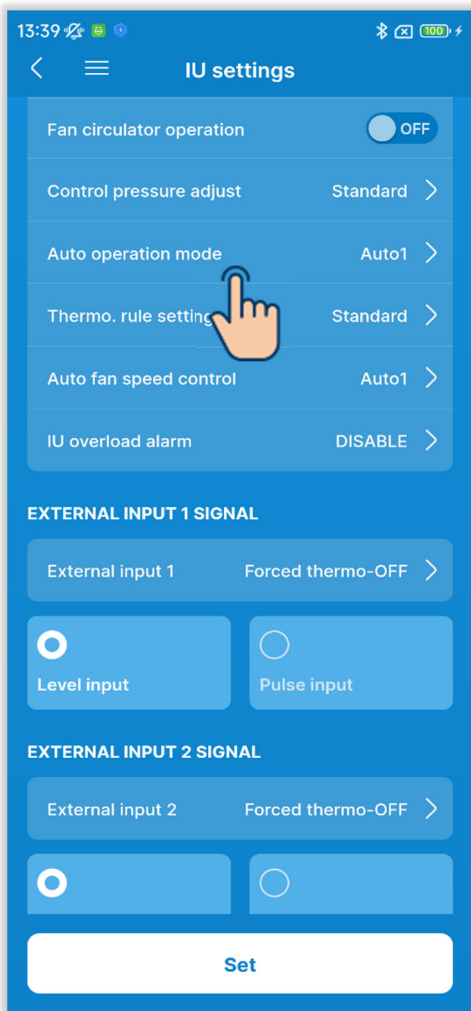 13:39
100
IU settings
Fan circulator operation OFF
Control pressure adjust Standard
Auto operation mode Auto1
Thermo. rule setting Standard
Auto fan speed control Auto1
IU overload alarm DISABLE
EXTERNAL INPUT 1 SIGNAL
External input 1 Forced thermo-OFF
Level input Pulse input
EXTERNAL INPUT 2 SIGNAL
External input 2 Forced thermo-OFF
Set